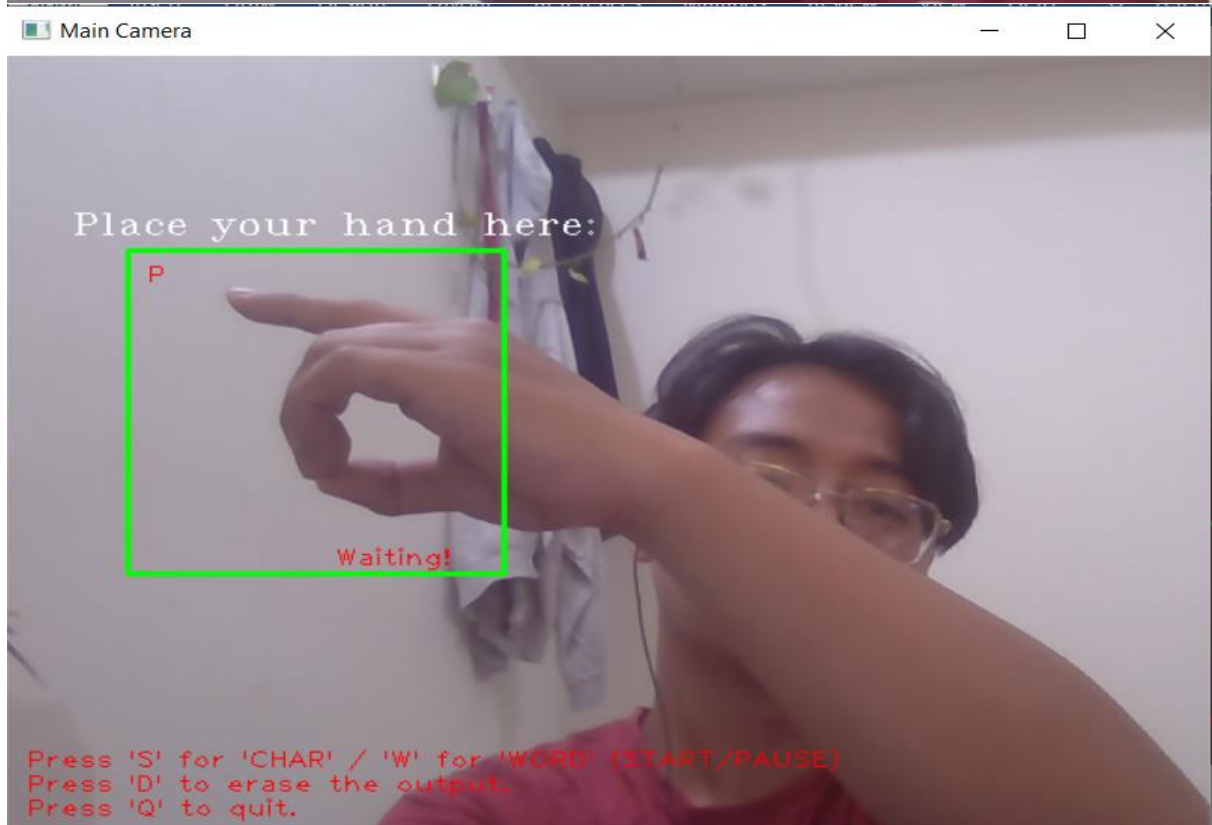 Main Camera
Place your hand here:
P
Waiting!
Press 'S' for 'CHAR' / 'W' for 'WORD' (START/PAUSE)
Press 'D' to erase the output.
Press 'Q' to quit.